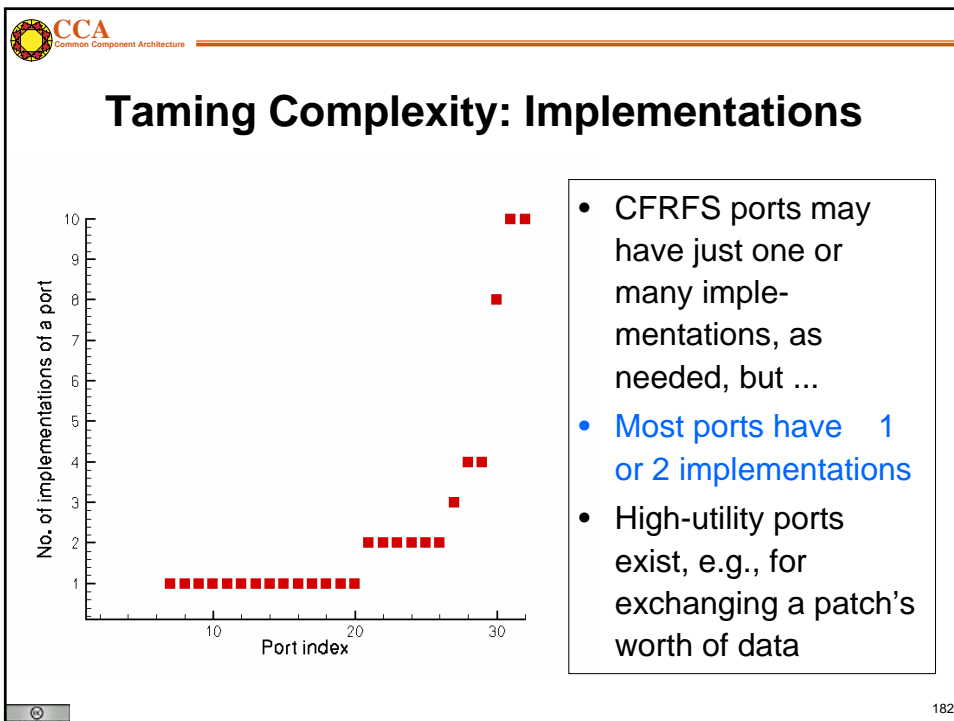 CCA
Common Component Architecture
Taming Complexity: Implementations
10
9
8
7
6
5
4
3
2
1
No. of implementations of a port
10
20
30
Port index
• CFRFS ports may
have just one or
many imple-
mentations, as
needed, but ...
• Most ports have 1
or 2 implementations
• High-utility ports
exist, e.g., for
exchanging a patch's
worth of data
cc
182